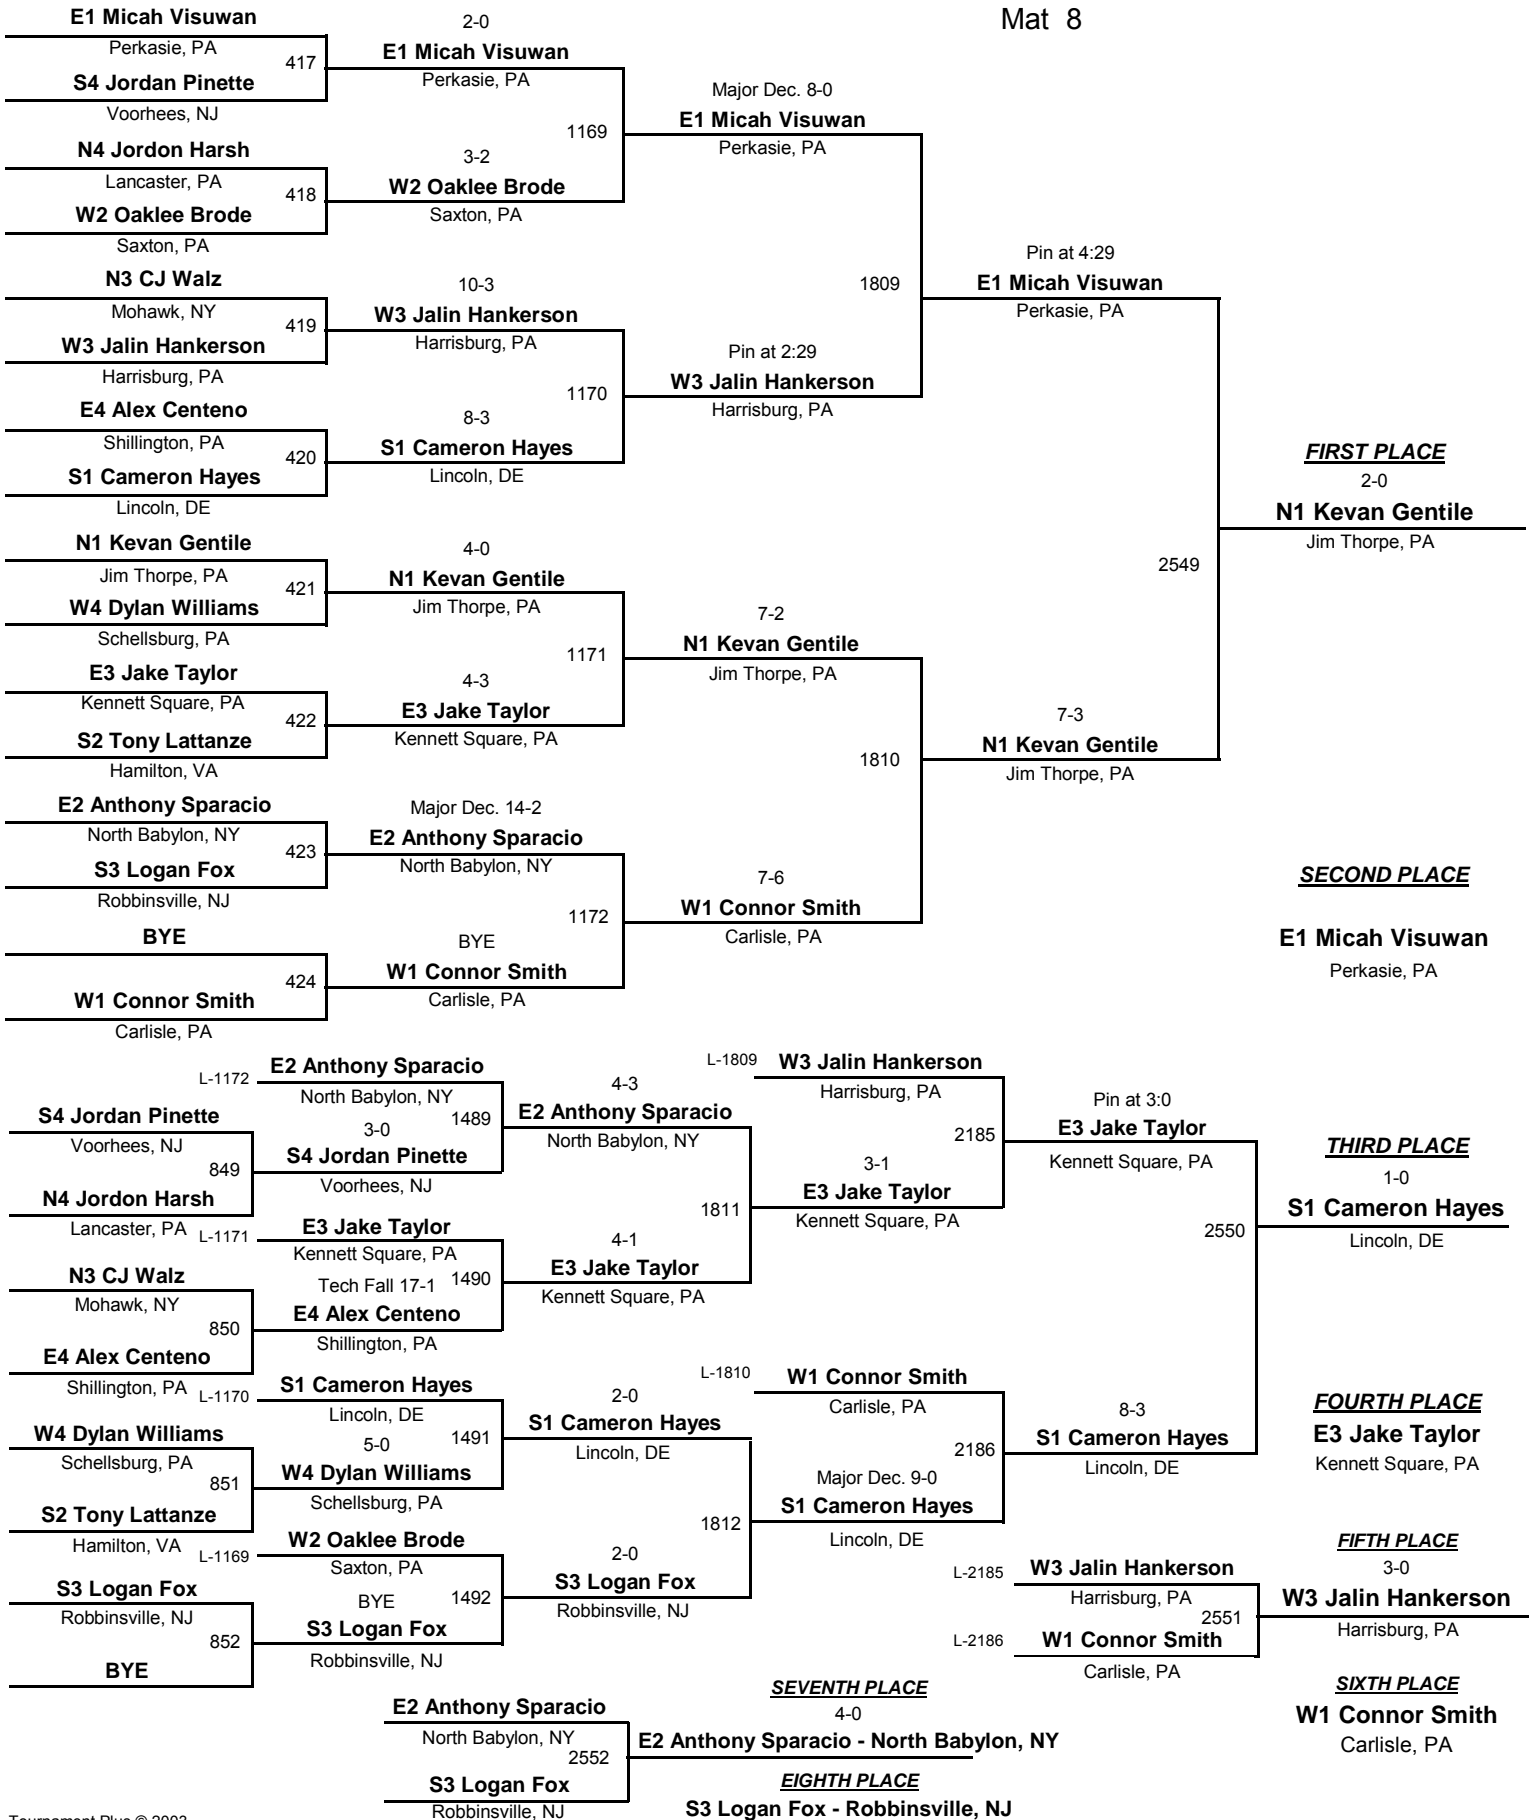 Mat 8
E1 Micah Visuwan
Perkasie, PA
417
S4 Jordan Pinette
Voorhees, NJ
N4 Jordon Harsh
Lancaster, PA
418
W2 Oaklee Brode
Saxton, PA
N3 CJ Walz
Mohawk, NY
419
W3 Jalin Hankerson
Harrisburg, PA
E4 Alex Centeno
Shillington, PA
420
S1 Cameron Hayes
Lincoln, DE
N1 Kevan Gentile
Jim Thorpe, PA
421
W4 Dylan Williams
Schellsburg, PA
E3 Jake Taylor
Kennett Square, PA
422
S2 Tony Lattanze
Hamilton, VA
E2 Anthony Sparacio
North Babylon, NY
423
S3 Logan Fox
Robbinsville, NJ
BYE
424
W1 Connor Smith
Carlisle, PA
2-0
E1 Micah Visuwan
Perkasie, PA
1169
3-2
W2 Oaklee Brode
Saxton, PA
10-3
W3 Jalin Hankerson
Harrisburg, PA
1170
8-3
S1 Cameron Hayes
Lincoln, DE
4-0
N1 Kevan Gentile
Jim Thorpe, PA
1171
4-3
E3 Jake Taylor
Kennett Square, PA
Major Dec. 14-2
E2 Anthony Sparacio
North Babylon, NY
1172
BYE
W1 Connor Smith
Carlisle, PA
Major Dec. 8-0
E1 Micah Visuwan
Perkasie, PA
1809
Pin at 2:29
W3 Jalin Hankerson
Harrisburg, PA
7-2
N1 Kevan Gentile
Jim Thorpe, PA
1810
7-6
W1 Connor Smith
Carlisle, PA
Pin at 4:29
E1 Micah Visuwan
Perkasie, PA
2549
7-3
N1 Kevan Gentile
Jim Thorpe, PA
FIRST PLACE
2-0
N1 Kevan Gentile
Jim Thorpe, PA
SECOND PLACE
E1 Micah Visuwan
Perkasie, PA
S4 Jordan Pinette
Voorhees, NJ
849
N4 Jordon Harsh
Lancaster, PA
N3 CJ Walz
Mohawk, NY
850
E4 Alex Centeno
Shillington, PA
W4 Dylan Williams
Schellsburg, PA
851
S2 Tony Lattanze
Hamilton, VA
S3 Logan Fox
Robbinsville, NJ
852
BYE
L-1172
E2 Anthony Sparacio
North Babylon, NY
1489
3-0
S4 Jordan Pinette
Voorhees, NJ
L-1171
E3 Jake Taylor
Kennett Square, PA
Tech Fall 17-1
1490
E4 Alex Centeno
Shillington, PA
L-1170
S1 Cameron Hayes
Lincoln, DE
5-0
1491
W4 Dylan Williams
Schellsburg, PA
L-1169
W2 Oaklee Brode
Saxton, PA
BYE
1492
S3 Logan Fox
Robbinsville, NJ
4-3
E2 Anthony Sparacio
North Babylon, NY
1811
4-1
E3 Jake Taylor
Kennett Square, PA
2-0
S1 Cameron Hayes
Lincoln, DE
1812
2-0
S3 Logan Fox
Robbinsville, NJ
L-1809
W3 Jalin Hankerson
Harrisburg, PA
2185
3-1
E3 Jake Taylor
Kennett Square, PA
L-1810
W1 Connor Smith
Carlisle, PA
2186
Major Dec. 9-0
S1 Cameron Hayes
Lincoln, DE
Pin at 3:0
E3 Jake Taylor
Kennett Square, PA
2550
8-3
S1 Cameron Hayes
Lincoln, DE
THIRD PLACE
1-0
S1 Cameron Hayes
Lincoln, DE
FOURTH PLACE
E3 Jake Taylor
Kennett Square, PA
L-2185
W3 Jalin Hankerson
Harrisburg, PA
2551
L-2186
W1 Connor Smith
Carlisle, PA
FIFTH PLACE
3-0
W3 Jalin Hankerson
Harrisburg, PA
SIXTH PLACE
W1 Connor Smith
Carlisle, PA
E2 Anthony Sparacio
North Babylon, NY
2552
S3 Logan Fox
Robbinsville, NJ
SEVENTH PLACE
4-0
E2 Anthony Sparacio - North Babylon, NY
EIGHTH PLACE
S3 Logan Fox - Robbinsville, NJ
Tournament Plus © 2003